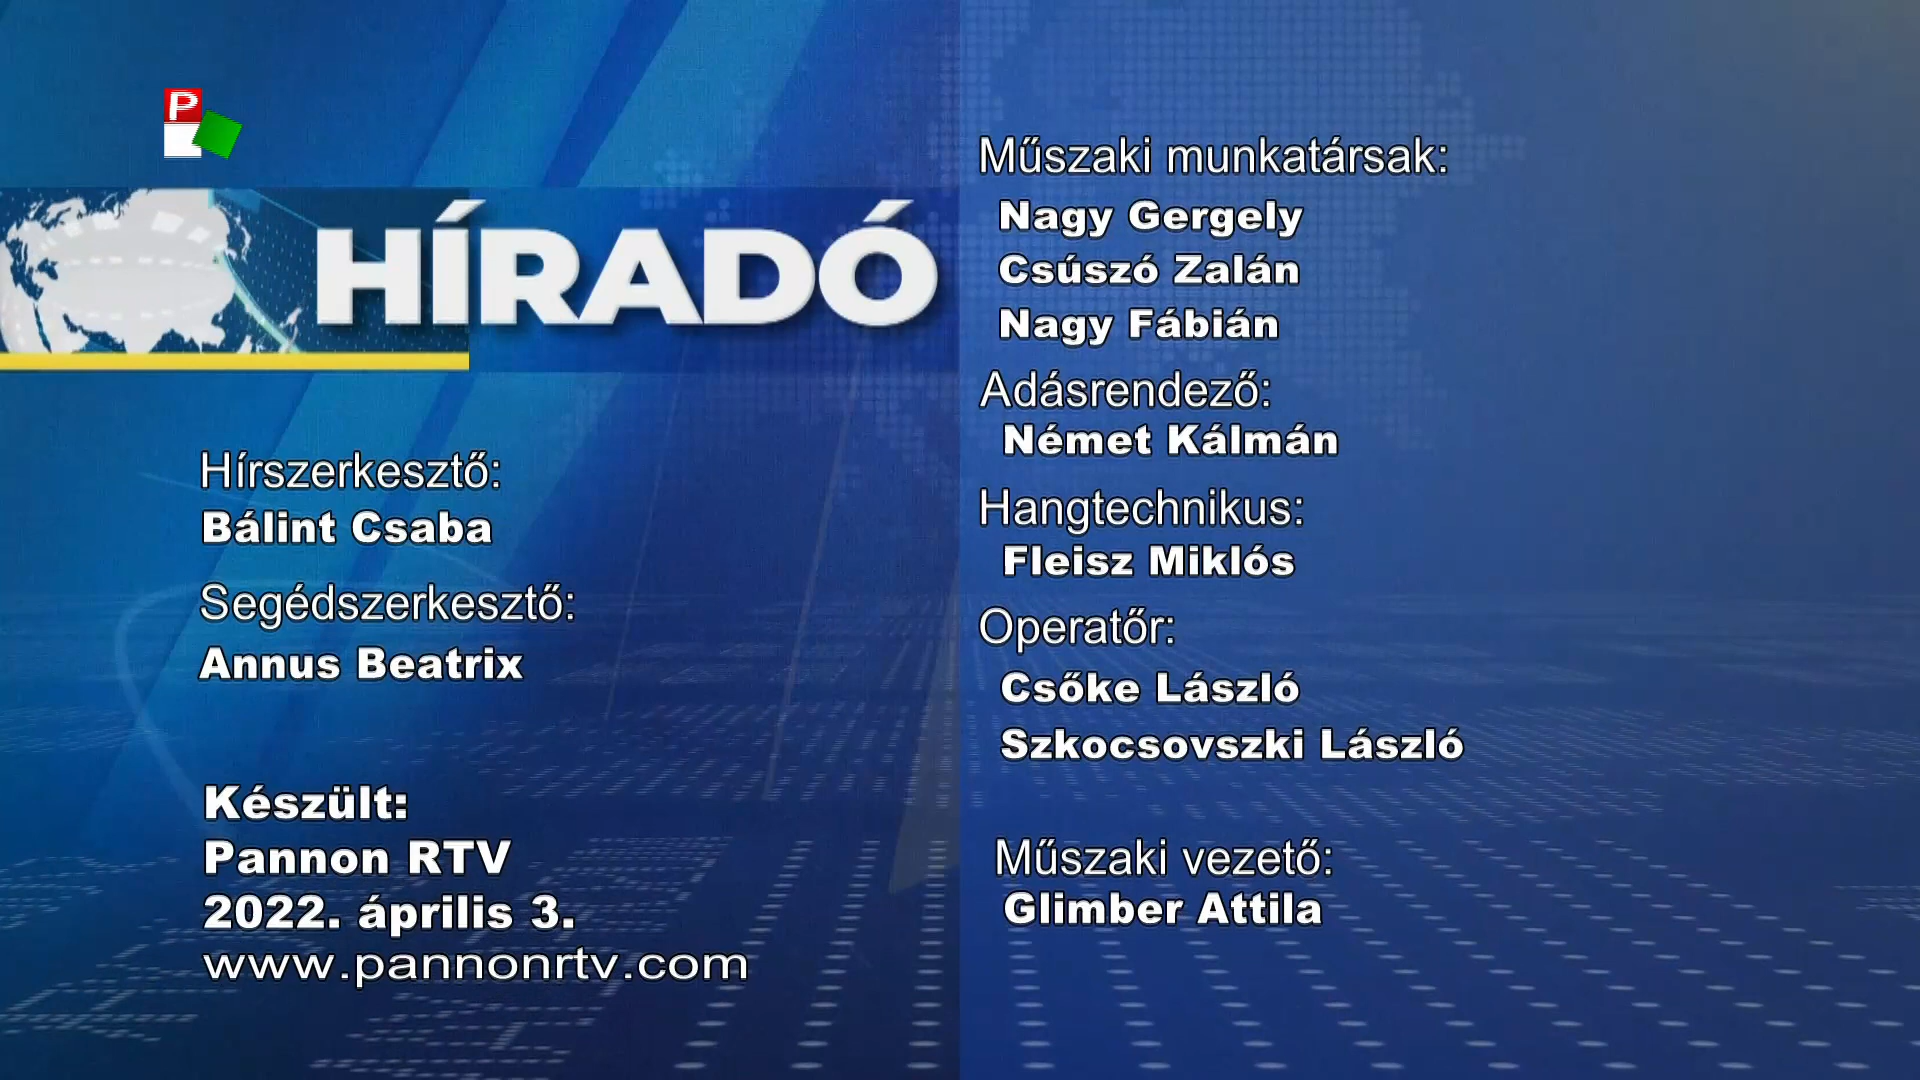 P
HÍRADÓ
Hírszerkesztő:
Bálint Csaba
Segédszerkesztő:
Annus Beatrix
Készült:
Pannon RTV
2022. április 3.
www.pannonrtv.com
Műszaki munkatársak:
Nagy Gergely
Csúszó Zalán
Nagy Fábián
Adásrendező:
Német Kálmán
Hangtechnikus:
Fleisz Miklós
Operatőr:
Csőke László
Szkocsovszki László
Műszaki vezető:
Glimber Attila